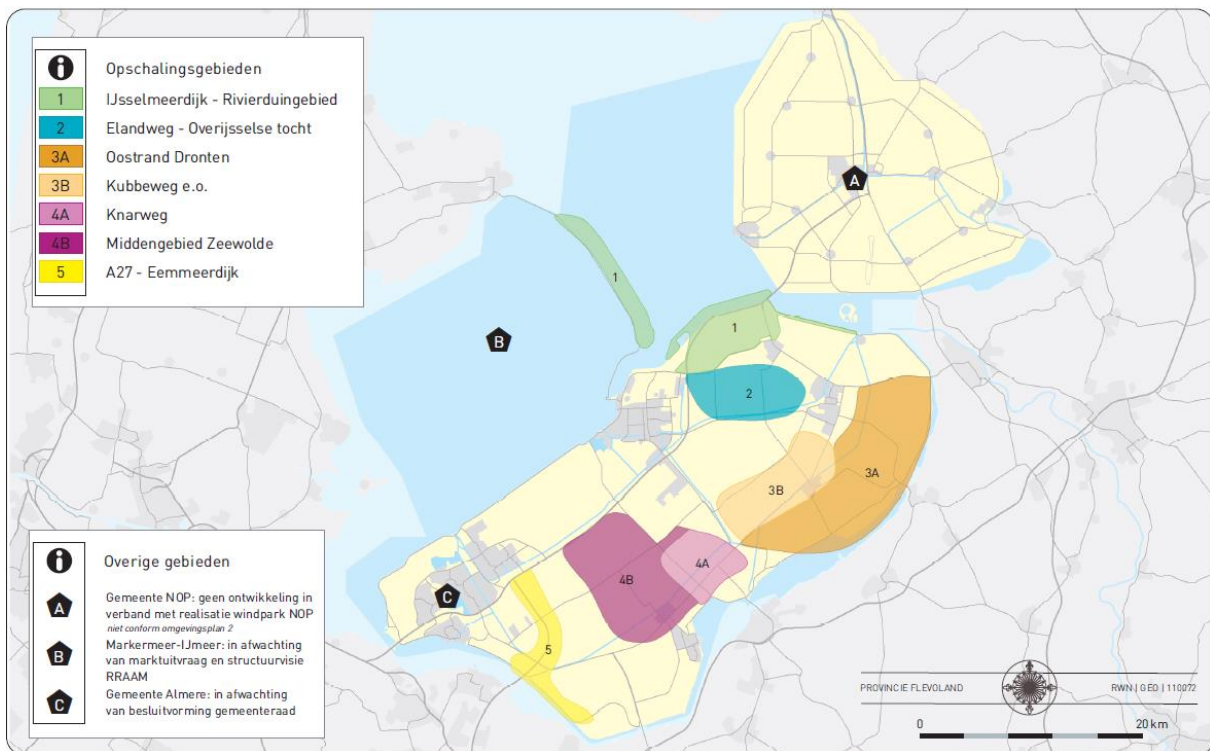 Opschalingsgebieden
1 IJsselmeerdijk - Rivierduingebied
2 Elandweg - Overijsselse tocht
3A Oostrand Dronten
3B Kubbeweg e.o.
4A Knarweg
4B Middengebied Zeewolde
5 A27 - Eemmeerdijk
A
1
B
1
2
3A
3B
4A
4B
C
5
Overige gebieden
A Gemeente NOP: geen ontwikkeling in
verband met realisatie windpark NOP
niet conform omgevingsplan 2
B Markermeer-IJmeer: in afwachting
van marktuitvraag en structuurvisie
RRAAM
C Gemeente Almere: in afwachting
van besluitvorming gemeenteraad
PROVINCIE FLEVOLAND RWN | GEO | 110072
0 20 km